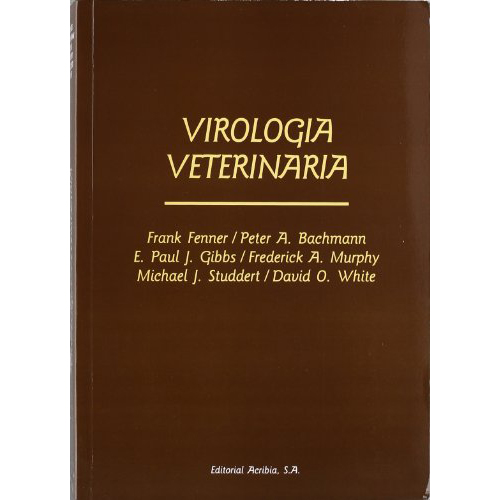 VIROLOGIA
VETERINARIA
Frank Fenner / Peter A. Bachmann
E. Paul J. Gibbs / Frederick A. Murphy
Michael J. Studdert / David O. White
Editorial Acribia, S.A.